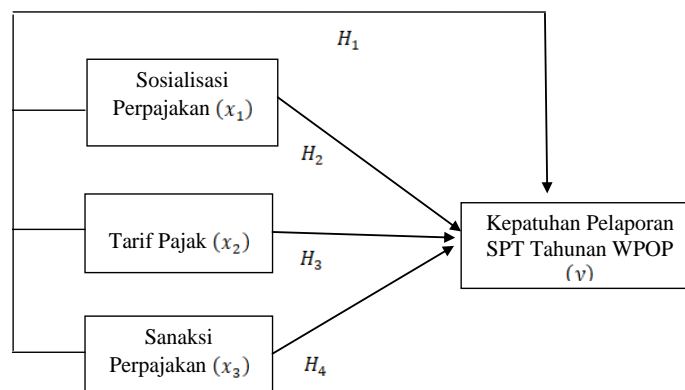 H₁
Sosialisasi
Perpajakan (x₁)
H₂
Tarif Pajak (x₂)
H₃
Kepatuhan Pelaporan
SPT Tahunan WPOP
(y)
Sanaksi
Perpajakan (x₃)
H₄